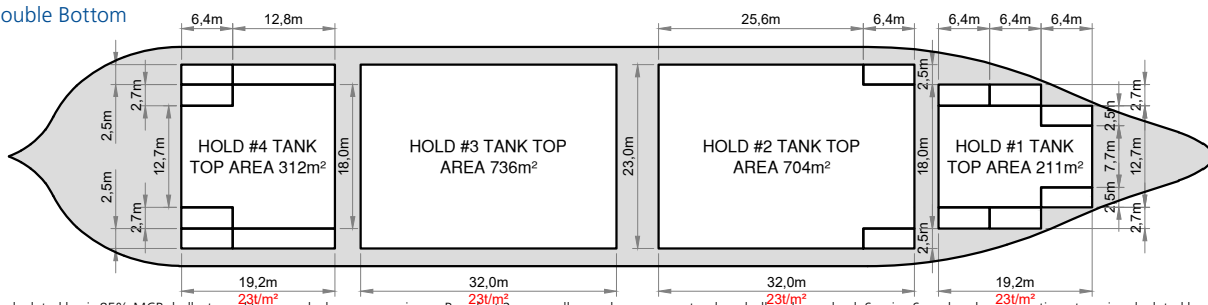 ouble Bottom
6,4m 12,8m 25,6m 6,4m 6,4m 6,4m 6,4m
2,5m 2,7m 12,7m 2,5m 2,7m
HOLD #4 TANK
TOP AREA 312m²
18,0m
HOLD #3 TANK TOP
AREA 736m²
23,0m
HOLD #2 TANK TOP
AREA 704m²
2,5m 18,0m 2,5m
HOLD #1 TANK
TOP AREA 211m²
2,5m 7,7m 2,5m
2,7m 12,7m 2,7m
19,2m 32,0m 32,0m 19,2m
23t/m² 23t/m² 23t/m² 23t/m²